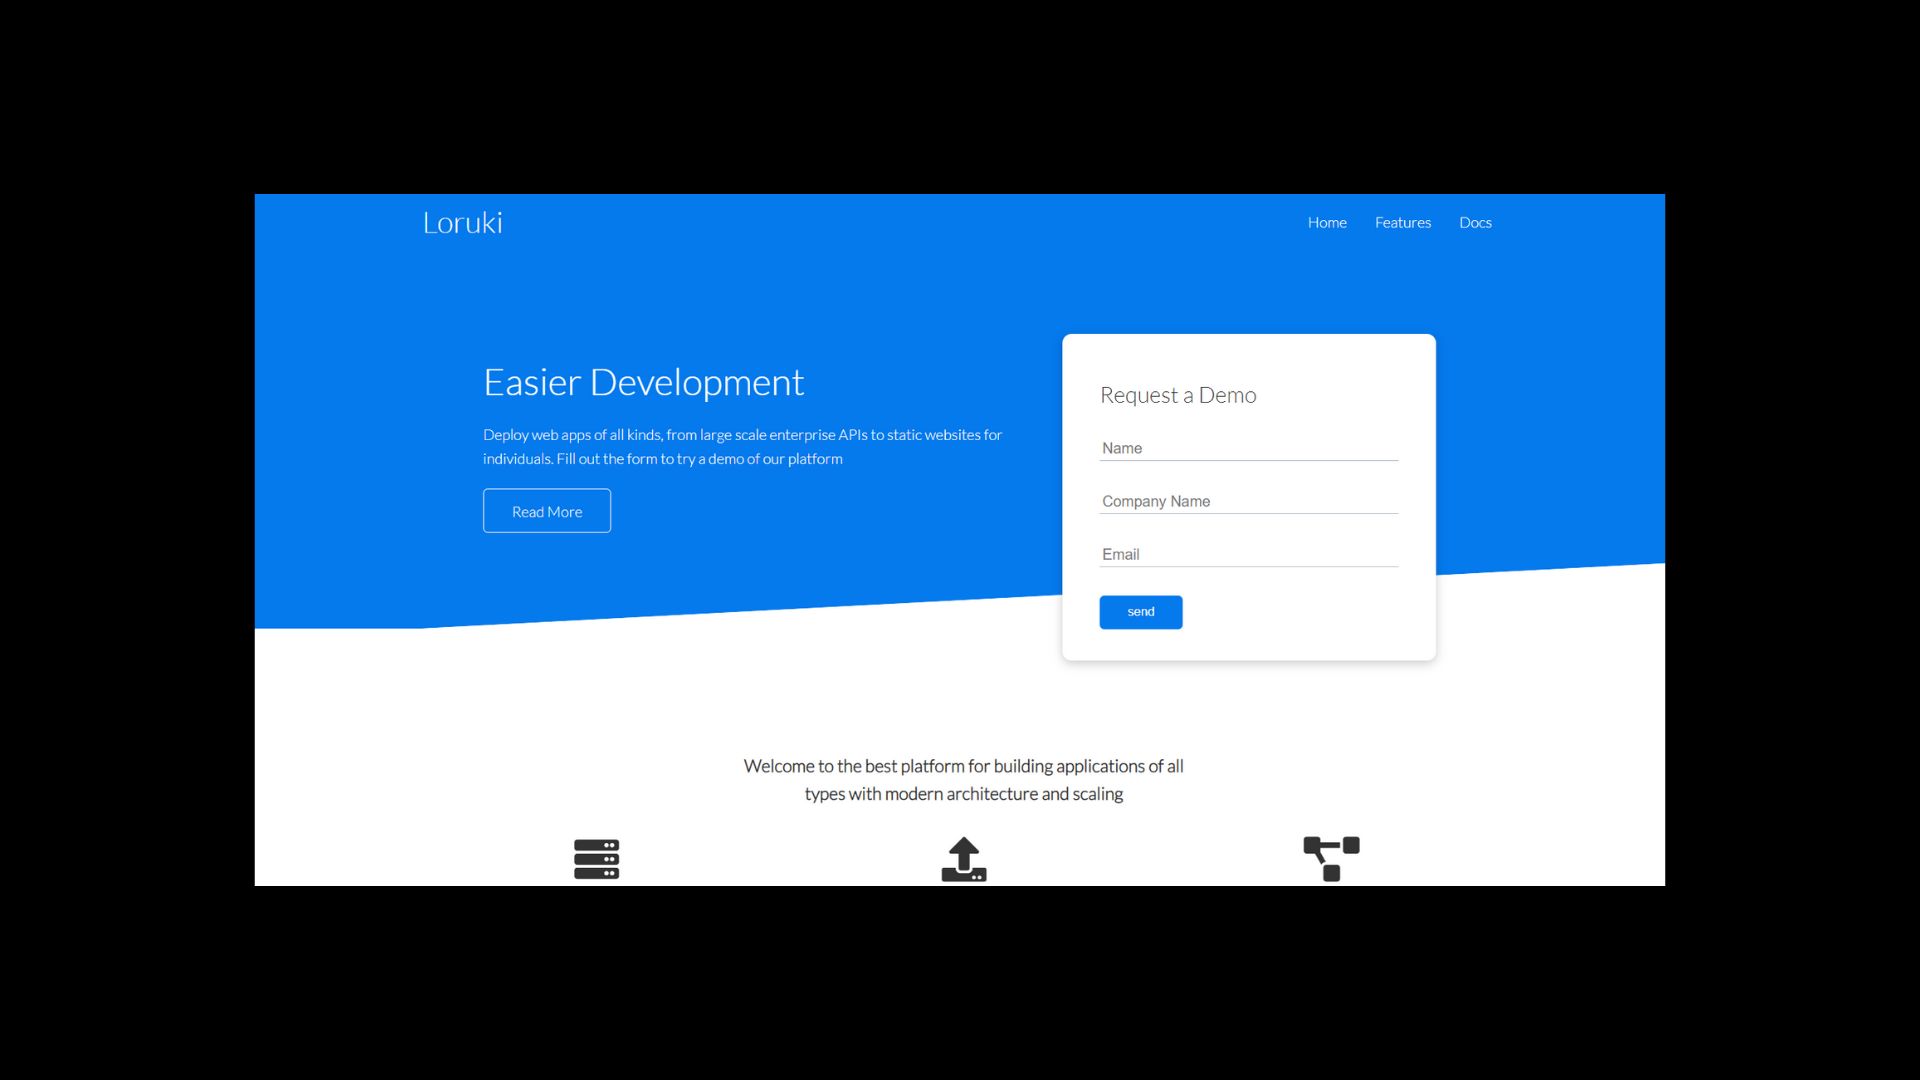 Loruki
Home
Features
Docs
Easier Development
Deploy web apps of all kinds, from large scale enterprise APIs to static websites for
individuals. Fill out the form to try a demo of our platform
Read More
Request a Demo
Name
Company Name
Email
send
Welcome to the best platform for building applications of all
types with modern architecture and scaling